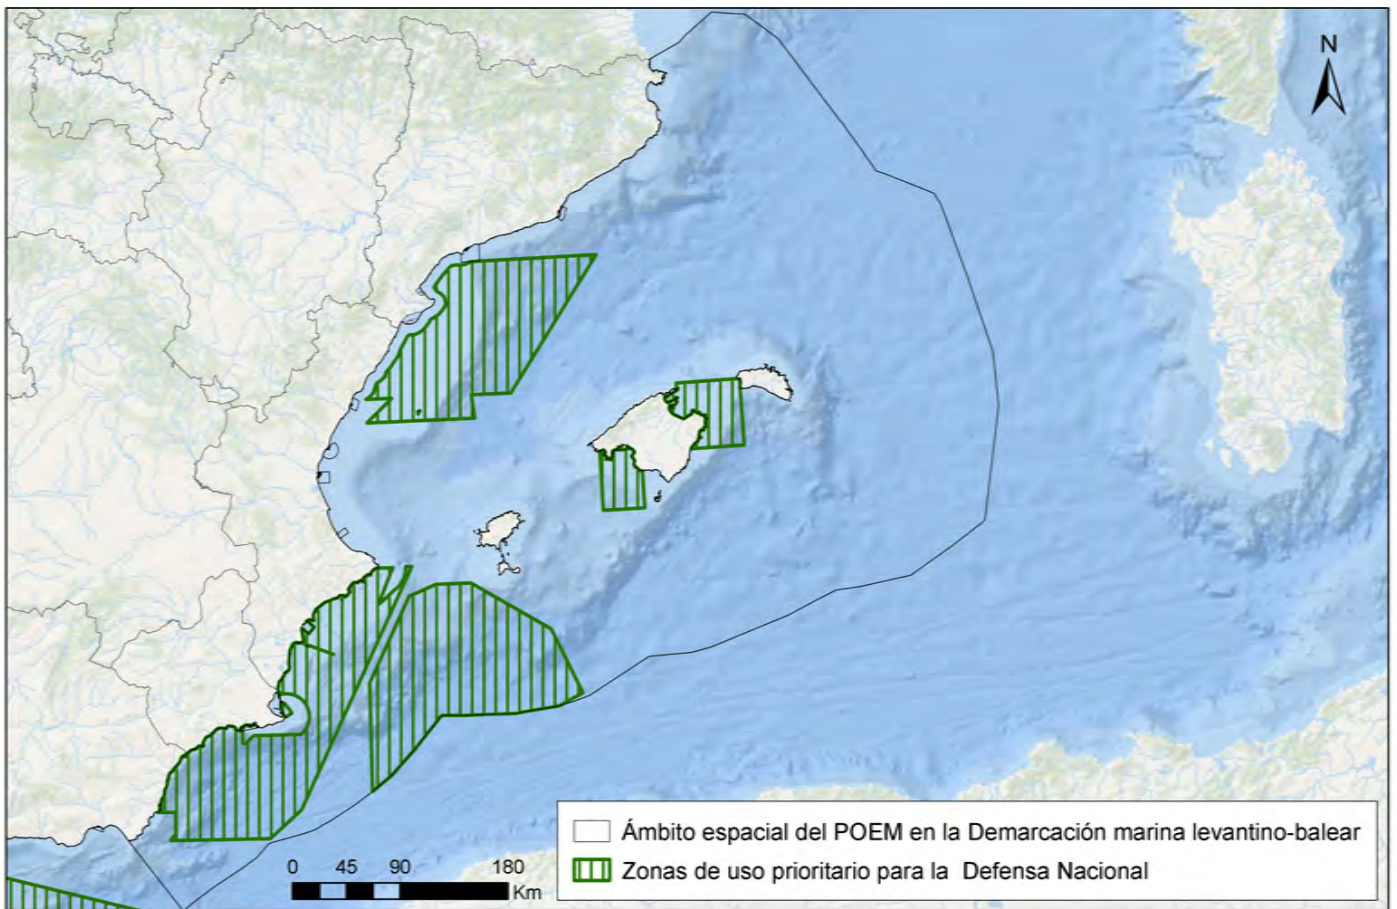 N
Ámbito espacial del POEM en la Demarcación marina levantino-balear
Zonas de uso prioritario para la Defensa Nacional
0 45 90 180
Km